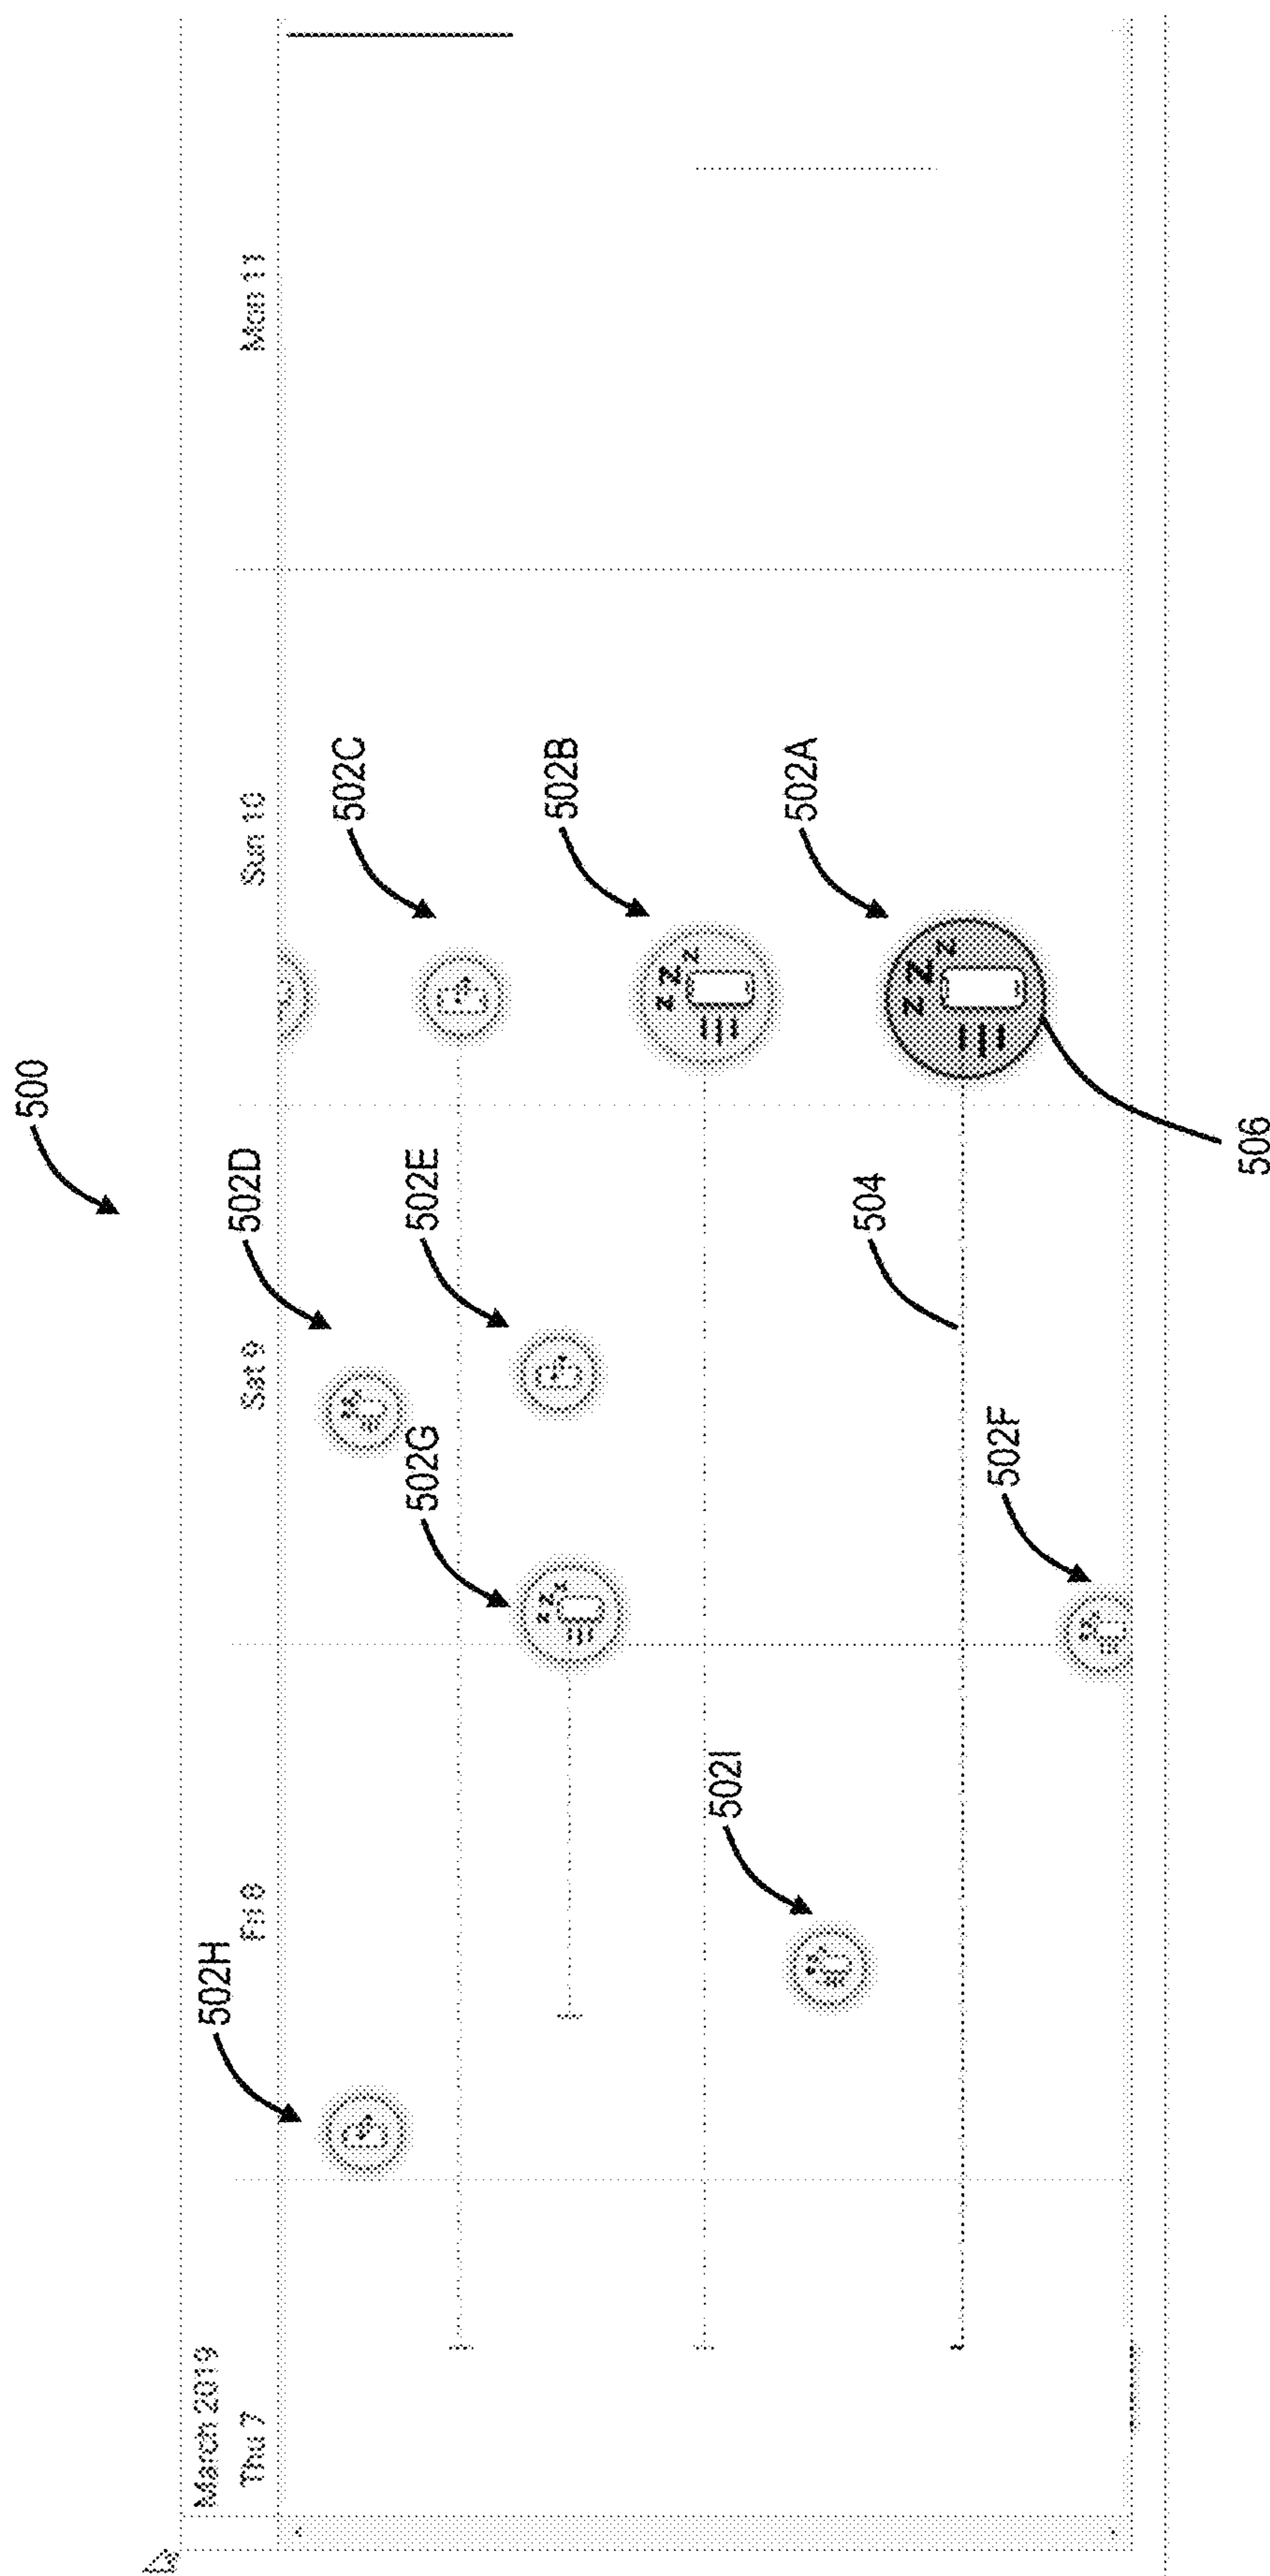 500
March 2019
Thu 7
Fri 8
Sat 9
Sun 10
Mon 11
502H
502D
502C
502G
502E
502B
502I
502A
504
502F
506
z z z
z z z
z z z